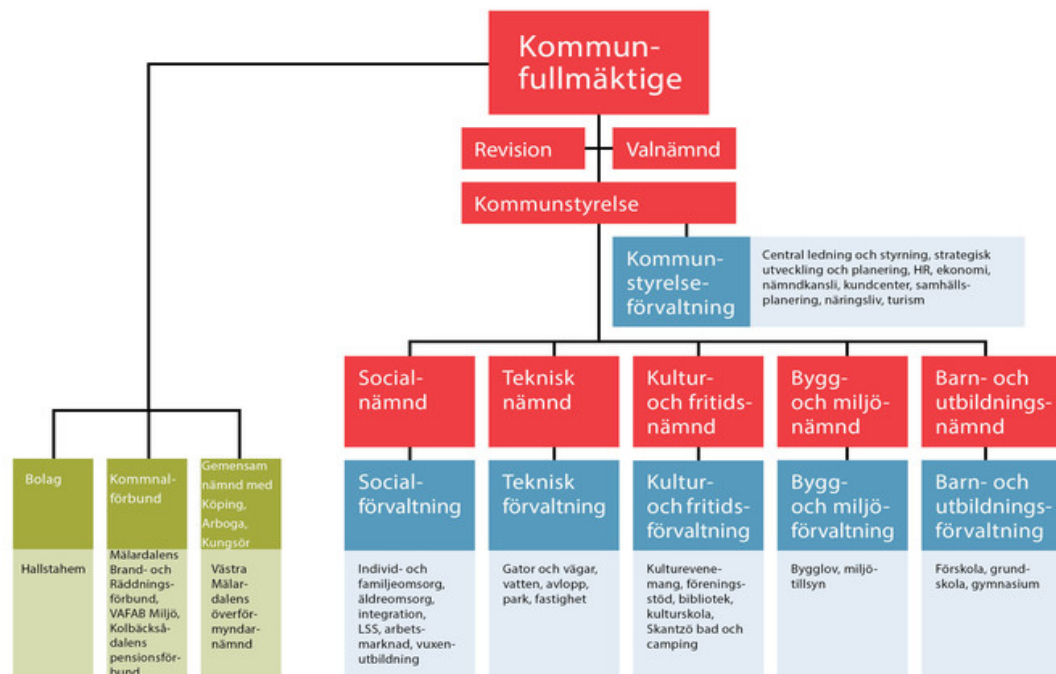 Kommun-
fullmäktige
Revision
Valnämnd
Kommunstyrelse
Kommun-
styrelse-
förvaltning
Central ledning och styrning, strategisk
utveckling och planering, HR, ekonomi,
nämndkansli, kundcenter, samhälls-
planering, näringsliv, turism
Social-
nämnd
Teknisk
nämnd
Kultur-
och fritids-
nämnd
Bygg-
och miljö-
nämnd
Barn- och
utbildnings-
nämnd
Bolag
Kommnal-
förbund
Gemensam
nämnd med
Köping,
Arboga,
Kungsör
Social-
förvaltning
Teknisk
förvaltning
Kultur-
och fritids-
förvaltning
Bygg-
och miljö-
förvaltning
Barn- och
utbildnings-
förvaltning
Hallstahem
Mälardalens
Brand- och
Räddnings-
förbund,
VAFAB Miljö,
Kolbäckså-
dalens
pensionsför-
bund
Västra
Mälar-
dalens
överför-
myndar-
nämnd
Individ- och
familjeomsorg,
äldreomsorg,
integration,
LSS, arbets-
marknad, vuxen-
utbildning
Gator och vägar,
vatten, avlopp,
park, fastighet
Kulturevene-
mang, förenings-
stöd, bibliotek,
kulturskola,
Skantzö bad och
camping
Bygglov, miljö-
tillsyn
Förskola, grund-
skola, gymnasium